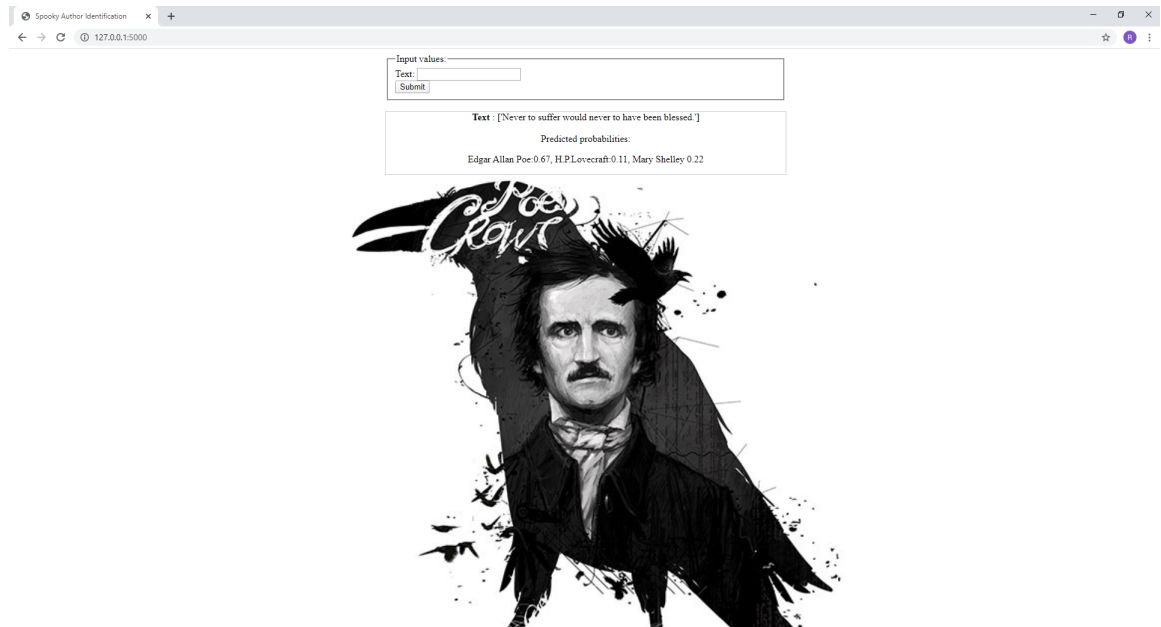 Spooky Author Identification
127.0.0.1:5000
R
Input values:
Text:
Submit
Text : ['Never to suffer would never to have been blessed.']
Predicted probabilities:
Edgar Allan Poe:0.67, H.P.Lovecraft:0.11, Mary Shelley 0.22
Poe
Crows